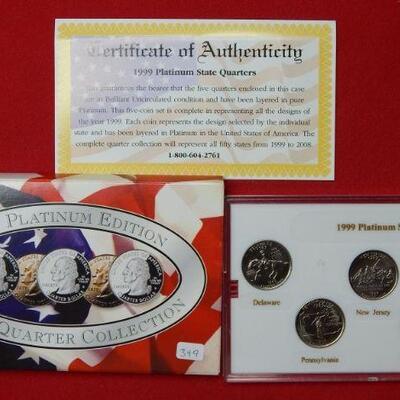 Certificate of Authenticity
1999 Platinum State Quarters
guarantees the bearer that the five quarters enclosed in this case
are in Brilliant Uncirculated condition and have been layered in pure
Platinum. This five-coin set is complete in representing all the designs of
the year 1999. Each coin represents the design selected by the individual
state and has been layered in Platinum in the United States of America. The
complete quarter collection will represent all fifty states from 1999 to 2008.
1-800-604-2761
PLATINUM EDITION
QUARTER COLLECTION
349
1999 Platinum S
Delaware
New Jersey
Pennsylvania